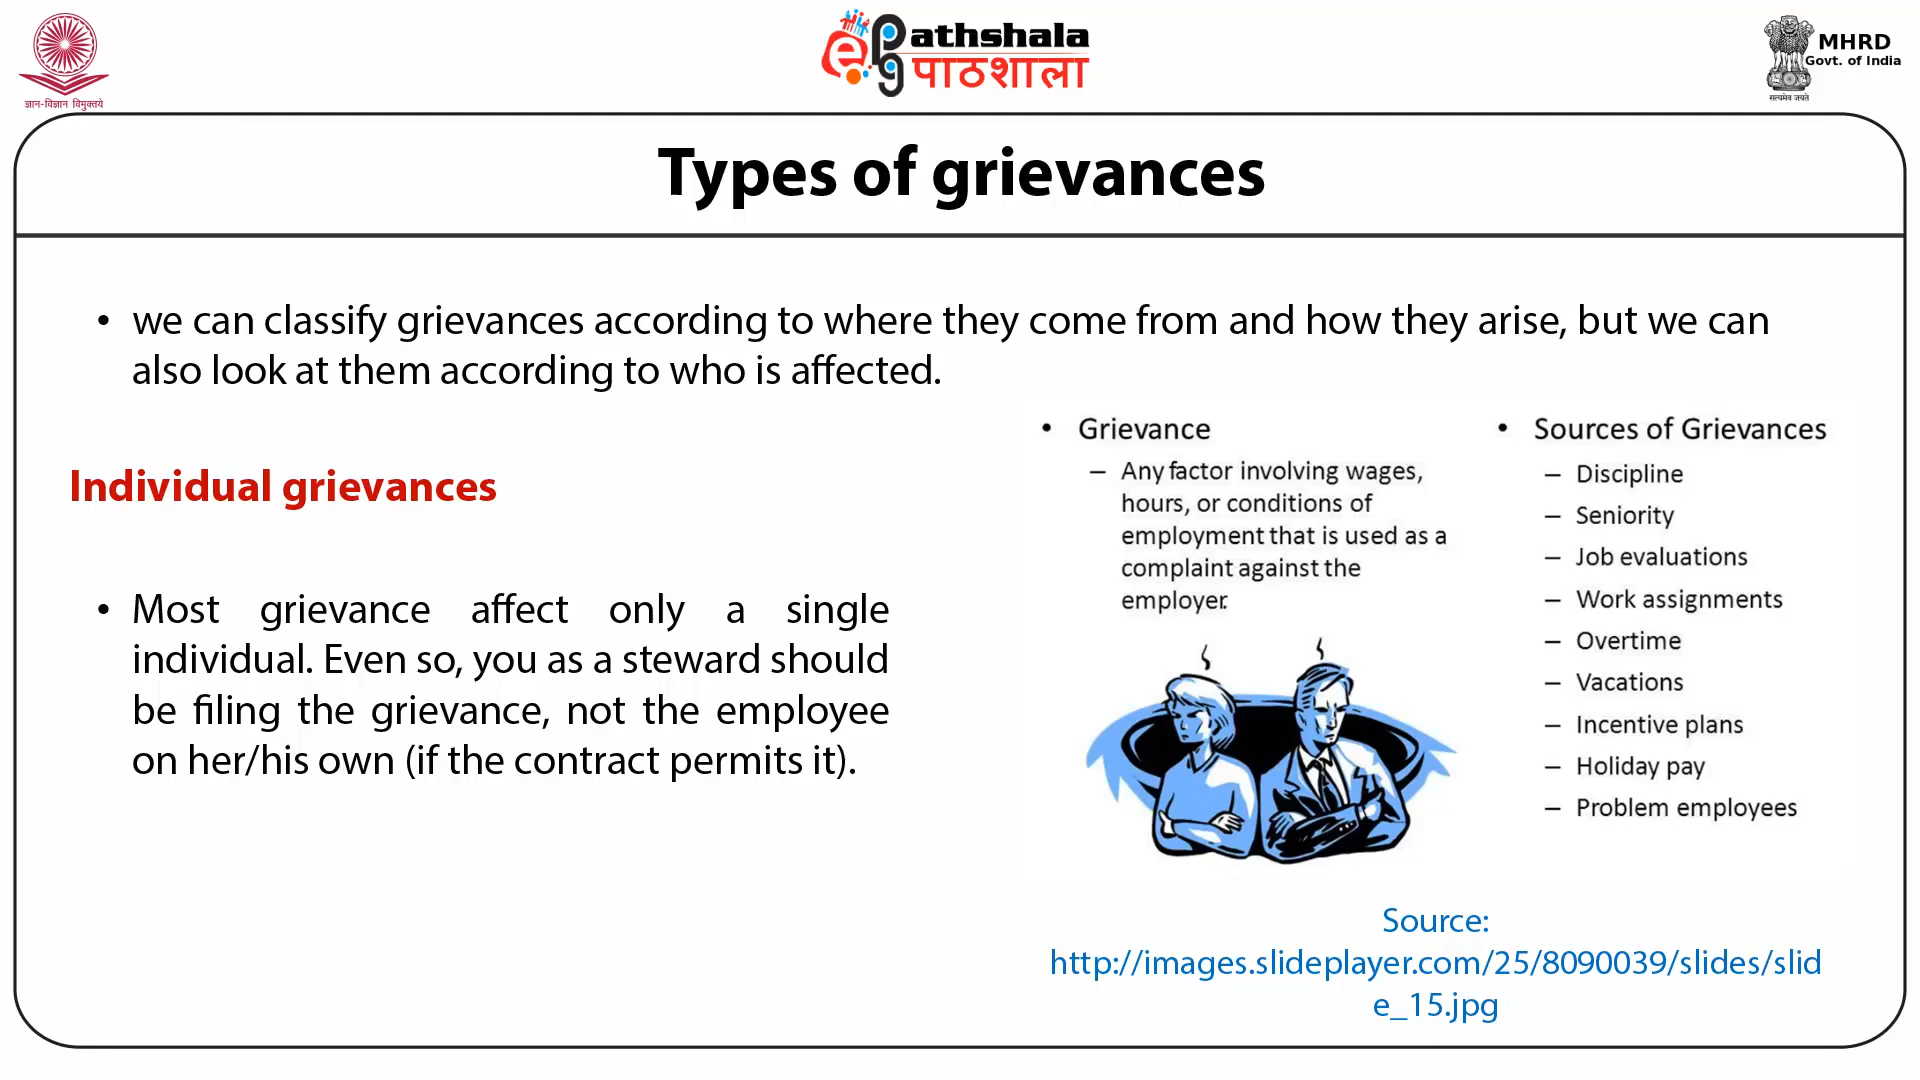 ज्ञान-विज्ञान विमुक्तये
ePathshala
पाठशाला
MHRD
Govt. of India
सत्यमेव जयते
Types of grievances
• we can classify grievances according to where they come from and how they arise, but we can
also look at them according to who is affected.
Individual grievances
• Most grievance affect only a single
individual. Even so, you as a steward should
be filing the grievance, not the employee
on her/his own (if the contract permits it).
• Grievance
– Any factor involving wages,
hours, or conditions of
employment that is used as a
complaint against the
employer.
• Sources of Grievances
– Discipline
– Seniority
– Job evaluations
– Work assignments
– Overtime
– Vacations
– Incentive plans
– Holiday pay
– Problem employees
Source:
http://images.slideplayer.com/25/8090039/slides/slid
e_15.jpg